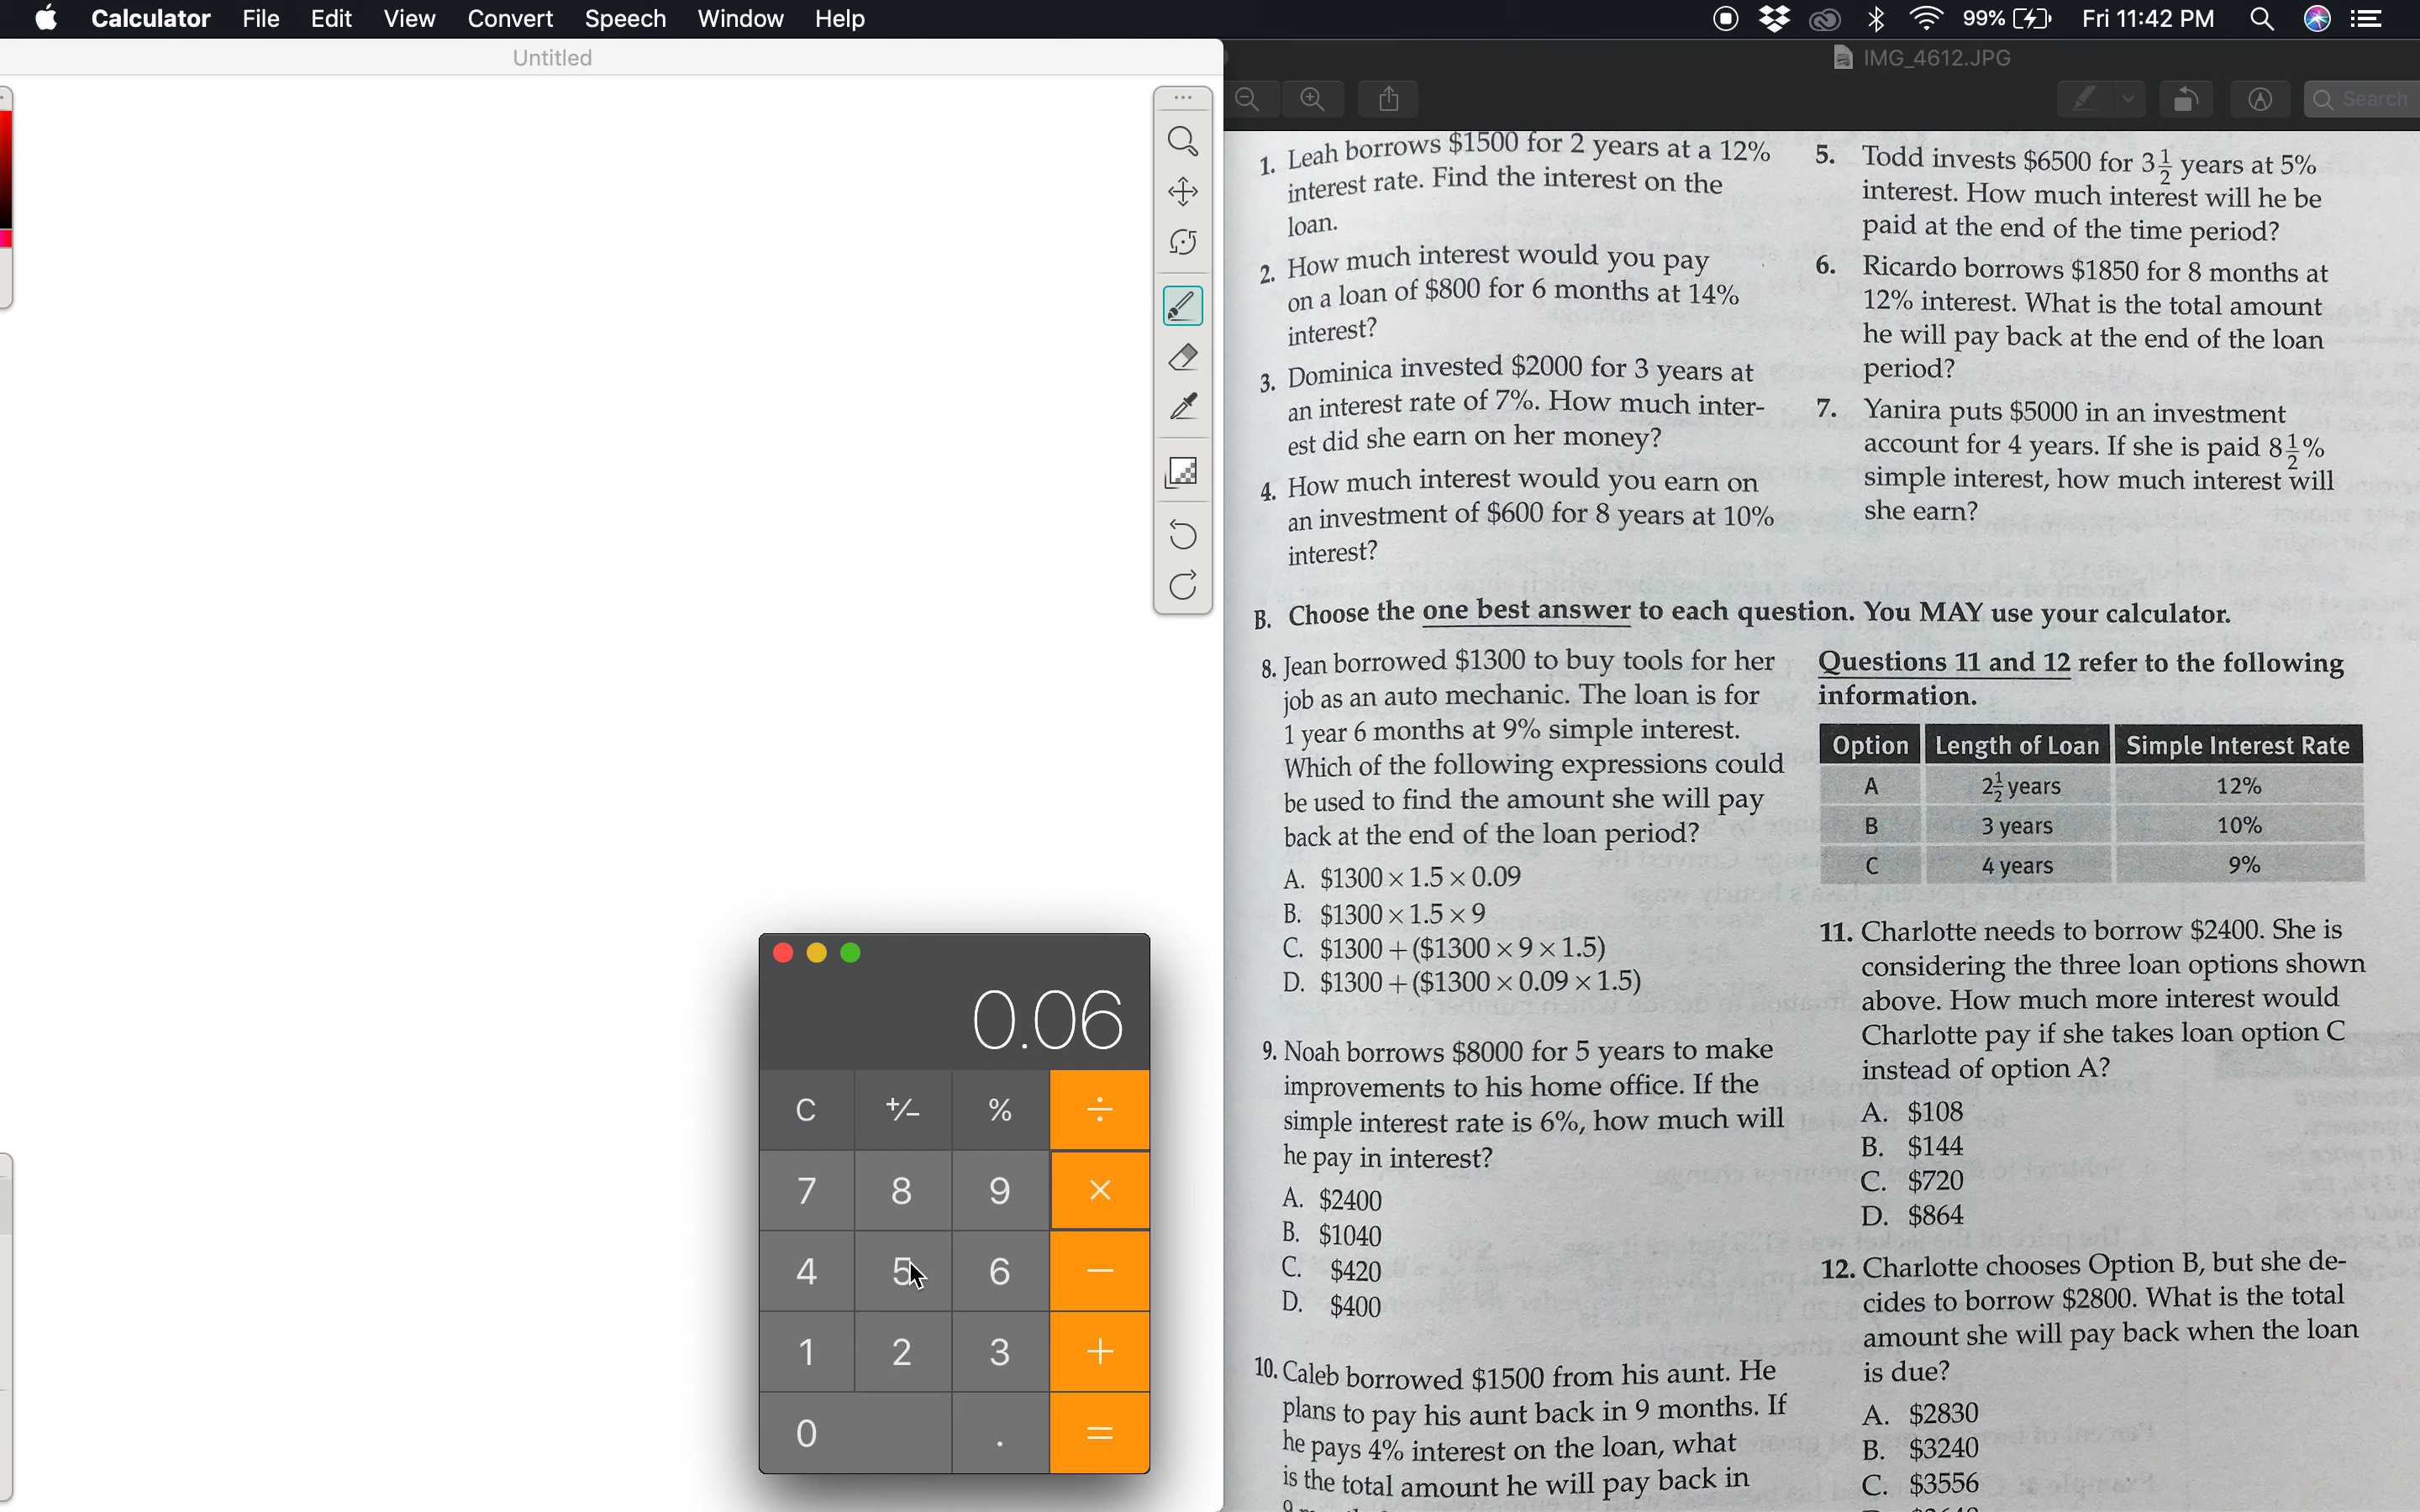 Calculator File Edit View Convert Speech Window Help 99% Fri 11:42 PM
Untitled
IMG_4612.JPG
Search
1. Leah borrows $1500 for 2 years at a 12%
interest rate. Find the interest on the
loan.
2. How much interest would you pay
on a loan of $800 for 6 months at 14%
interest?
3. Dominica invested $2000 for 3 years at
an interest rate of 7%. How much inter-
est did she earn on her money?
4. How much interest would you earn on
an investment of $600 for 8 years at 10%
interest?
5. Todd invests $6500 for 3 1/2 years at 5%
interest. How much interest will he be
paid at the end of the time period?
6. Ricardo borrows $1850 for 8 months at
12% interest. What is the total amount
he will pay back at the end of the loan
period?
7. Yanira puts $5000 in an investment
account for 4 years. If she is paid 8 1/2%
simple interest, how much interest will
she earn?
B. Choose the one best answer to each question. You MAY use your calculator.
8. Jean borrowed $1300 to buy tools for her
job as an auto mechanic. The loan is for
1 year 6 months at 9% simple interest.
Which of the following expressions could
be used to find the amount she will pay
back at the end of the loan period?
A. $1300 × 1.5 × 0.09
B. $1300 × 1.5 × 9
C. $1300 + ($1300 × 9 × 1.5)
D. $1300 + ($1300 × 0.09 × 1.5)
9. Noah borrows $8000 for 5 years to make
improvements to his home office. If the
simple interest rate is 6%, how much will
he pay in interest?
A. $2400
B. $1040
C. $420
D. $400
10. Caleb borrowed $1500 from his aunt. He
plans to pay his aunt back in 9 months. If
he pays 4% interest on the loan, what
is the total amount he will pay back in
Questions 11 and 12 refer to the following
information.
Option Length of Loan Simple Interest Rate
A 2 1/2 years 12%
B 3 years 10%
C 4 years 9%
11. Charlotte needs to borrow $2400. She is
considering the three loan options shown
above. How much more interest would
Charlotte pay if she takes loan option C
instead of option A?
A. $108
B. $144
C. $720
D. $864
12. Charlotte chooses Option B, but she de-
cides to borrow $2800. What is the total
amount she will pay back when the loan
is due?
A. $2830
B. $3240
C. $3556
0.06
C +/− % ÷
7 8 9 ×
4 5 6 −
1 2 3 +
0 . =